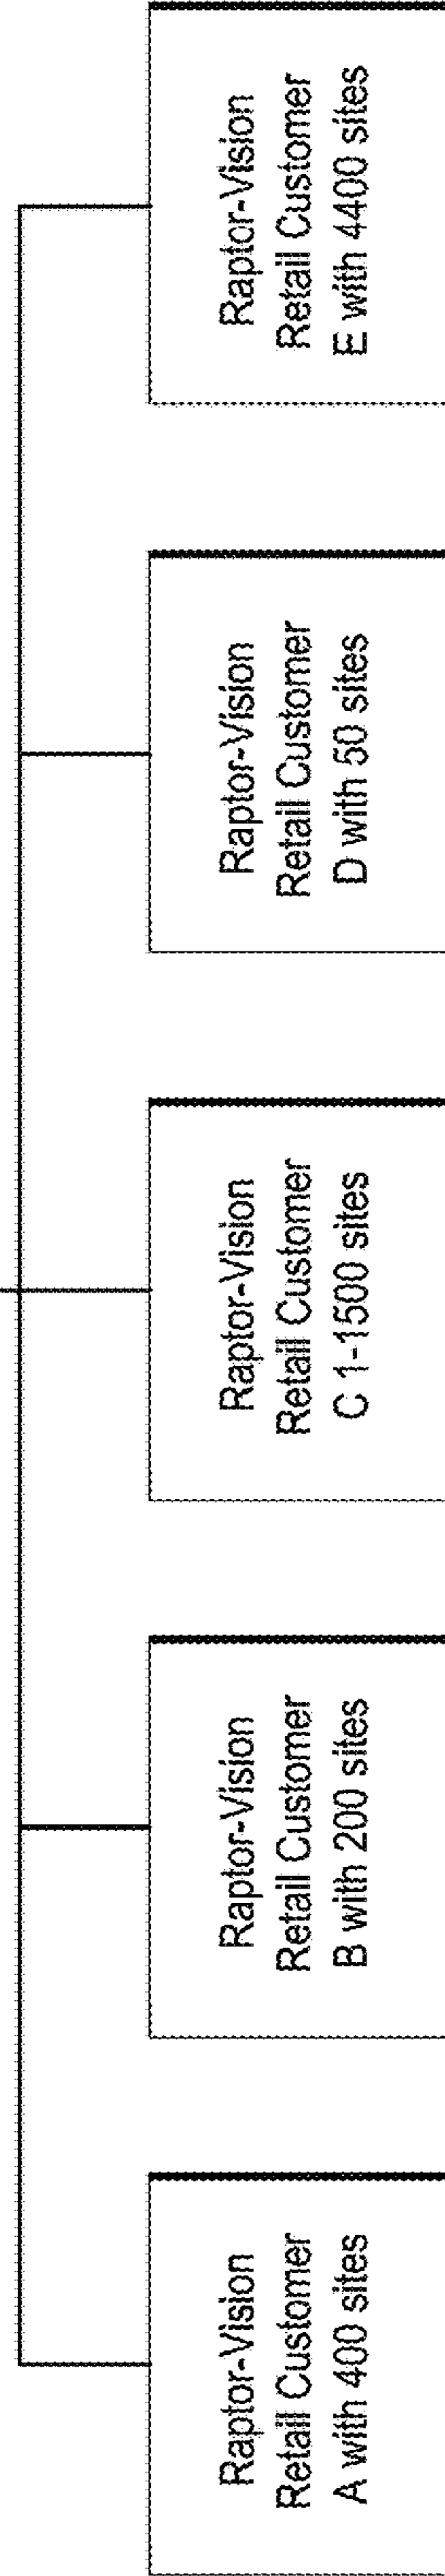 Raptor-Vision
Retail Customer
A with 400 sites
Raptor-Vision
Retail Customer
B with 200 sites
Raptor-Vision
Retail Customer
C 1-1500 sites
Raptor-Vision
Retail Customer
D with 50 sites
Raptor-Vision
Retail Customer
E with 4400 sites